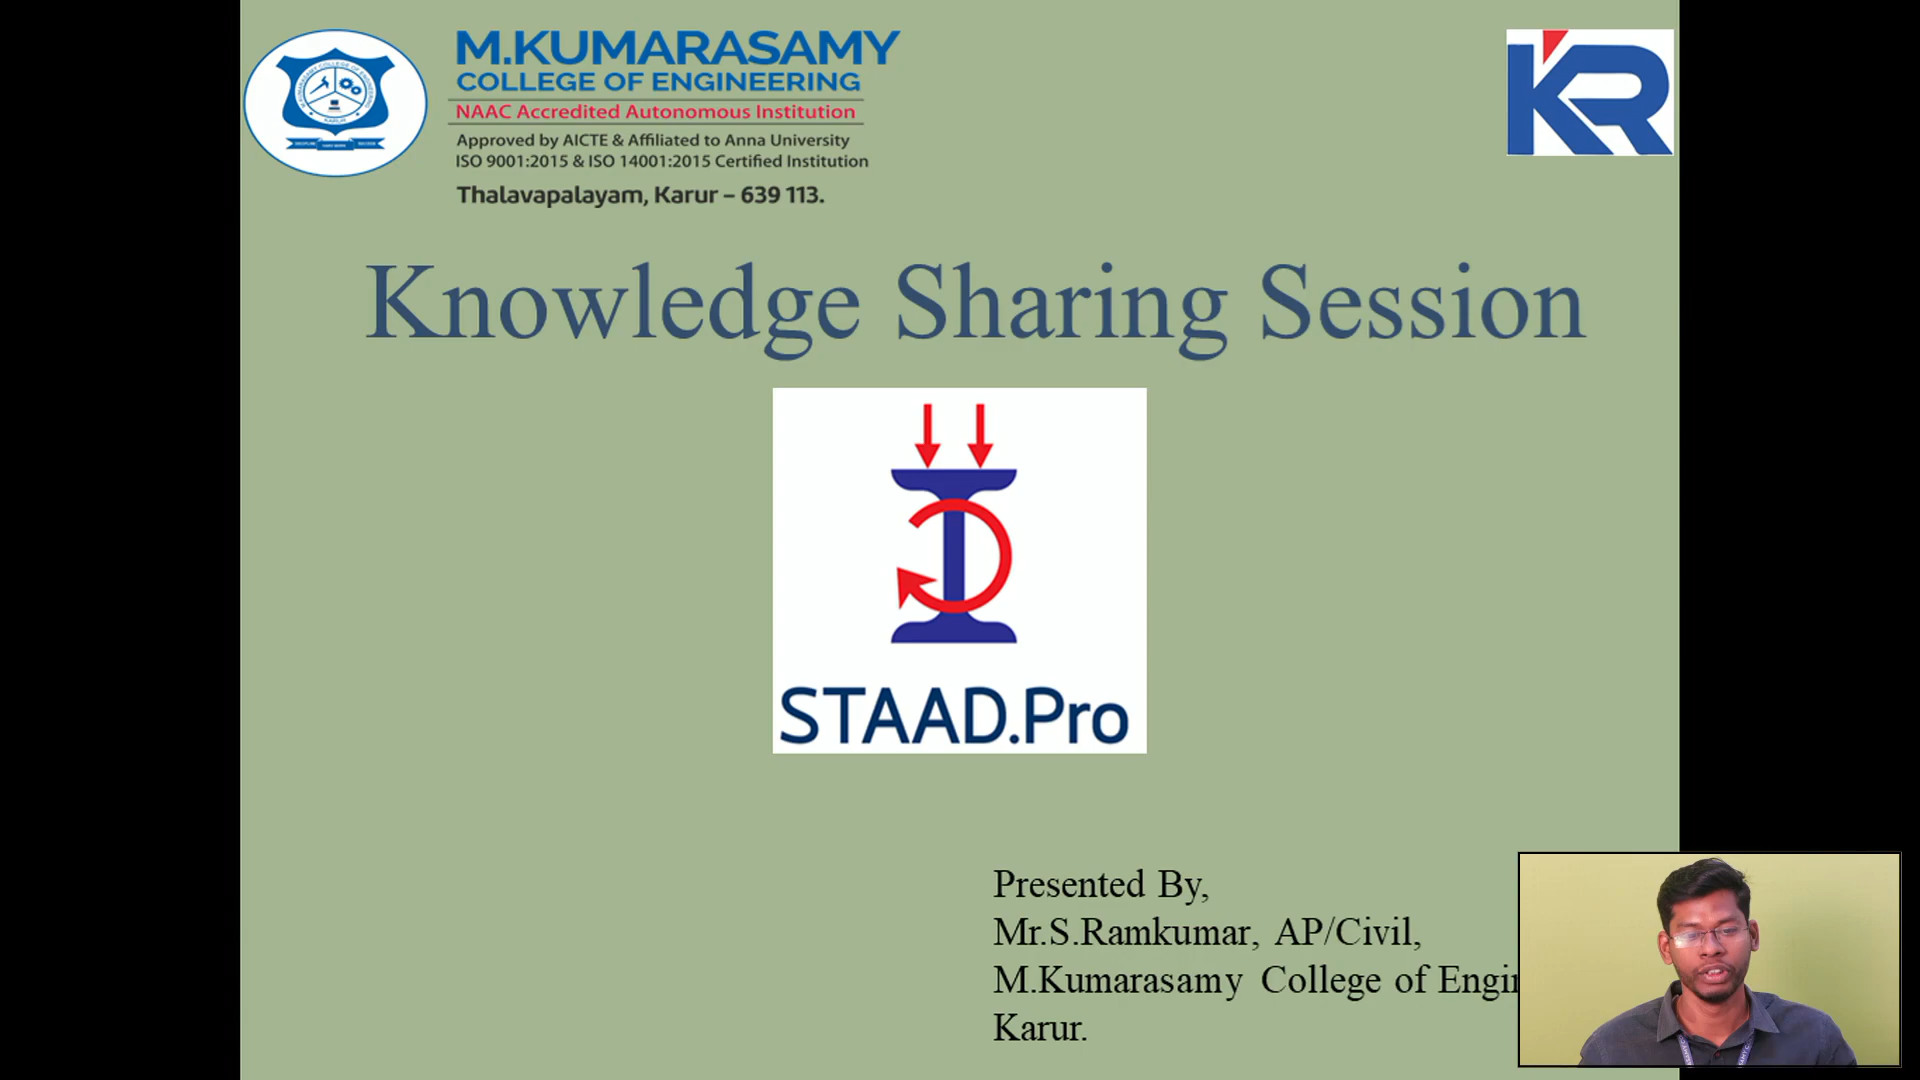 M.KUMARASAMY
COLLEGE OF ENGINEERING
NAAC Accredited Autonomous Institution
Approved by AICTE & Affiliated to Anna University
ISO 9001:2015 & ISO 14001:2015 Certified Institution
Thalavapalayam, Karur – 639 113.
KR
Knowledge Sharing Session
STAAD.Pro
Presented By,
Mr.S.Ramkumar, AP/Civil,
M.Kumarasamy College of Engin
Karur.